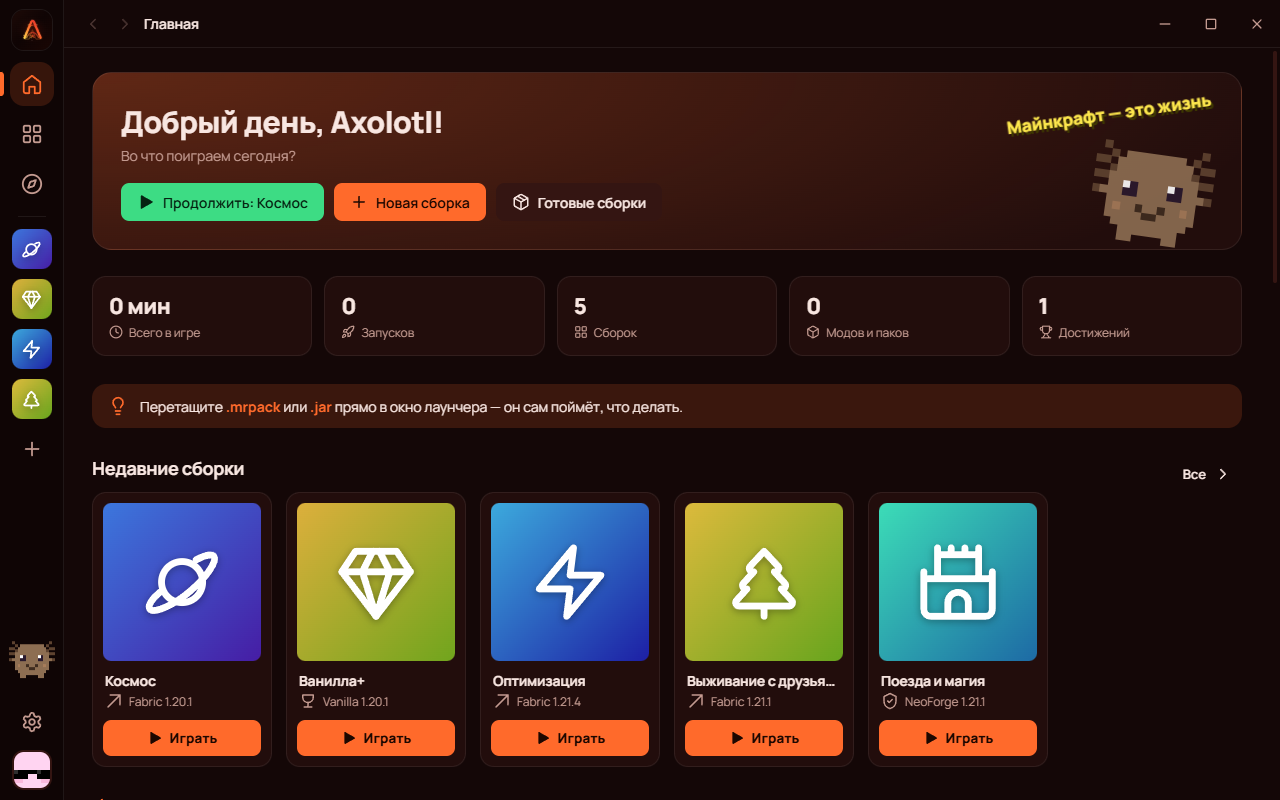 Главная
Добрый день, Axolotl!
Майнкрафт — это жизнь
Во что поиграем сегодня?
Продолжить: Космос
Новая сборка
Готовые сборки
0 мин
Всего в игре
0
Запусков
5
Сборок
0
Модов и паков
1
Достижений
Перетащите .mrpack или .jar прямо в окно лаунчера — он сам поймёт, что делать.
Недавние сборки
Все
Космос
Fabric 1.20.1
Играть
Ванилла+
Vanilla 1.20.1
Играть
Оптимизация
Fabric 1.21.4
Играть
Выживание с друзья...
Fabric 1.21.1
Играть
Поезда и магия
NeoForge 1.21.1
Играть